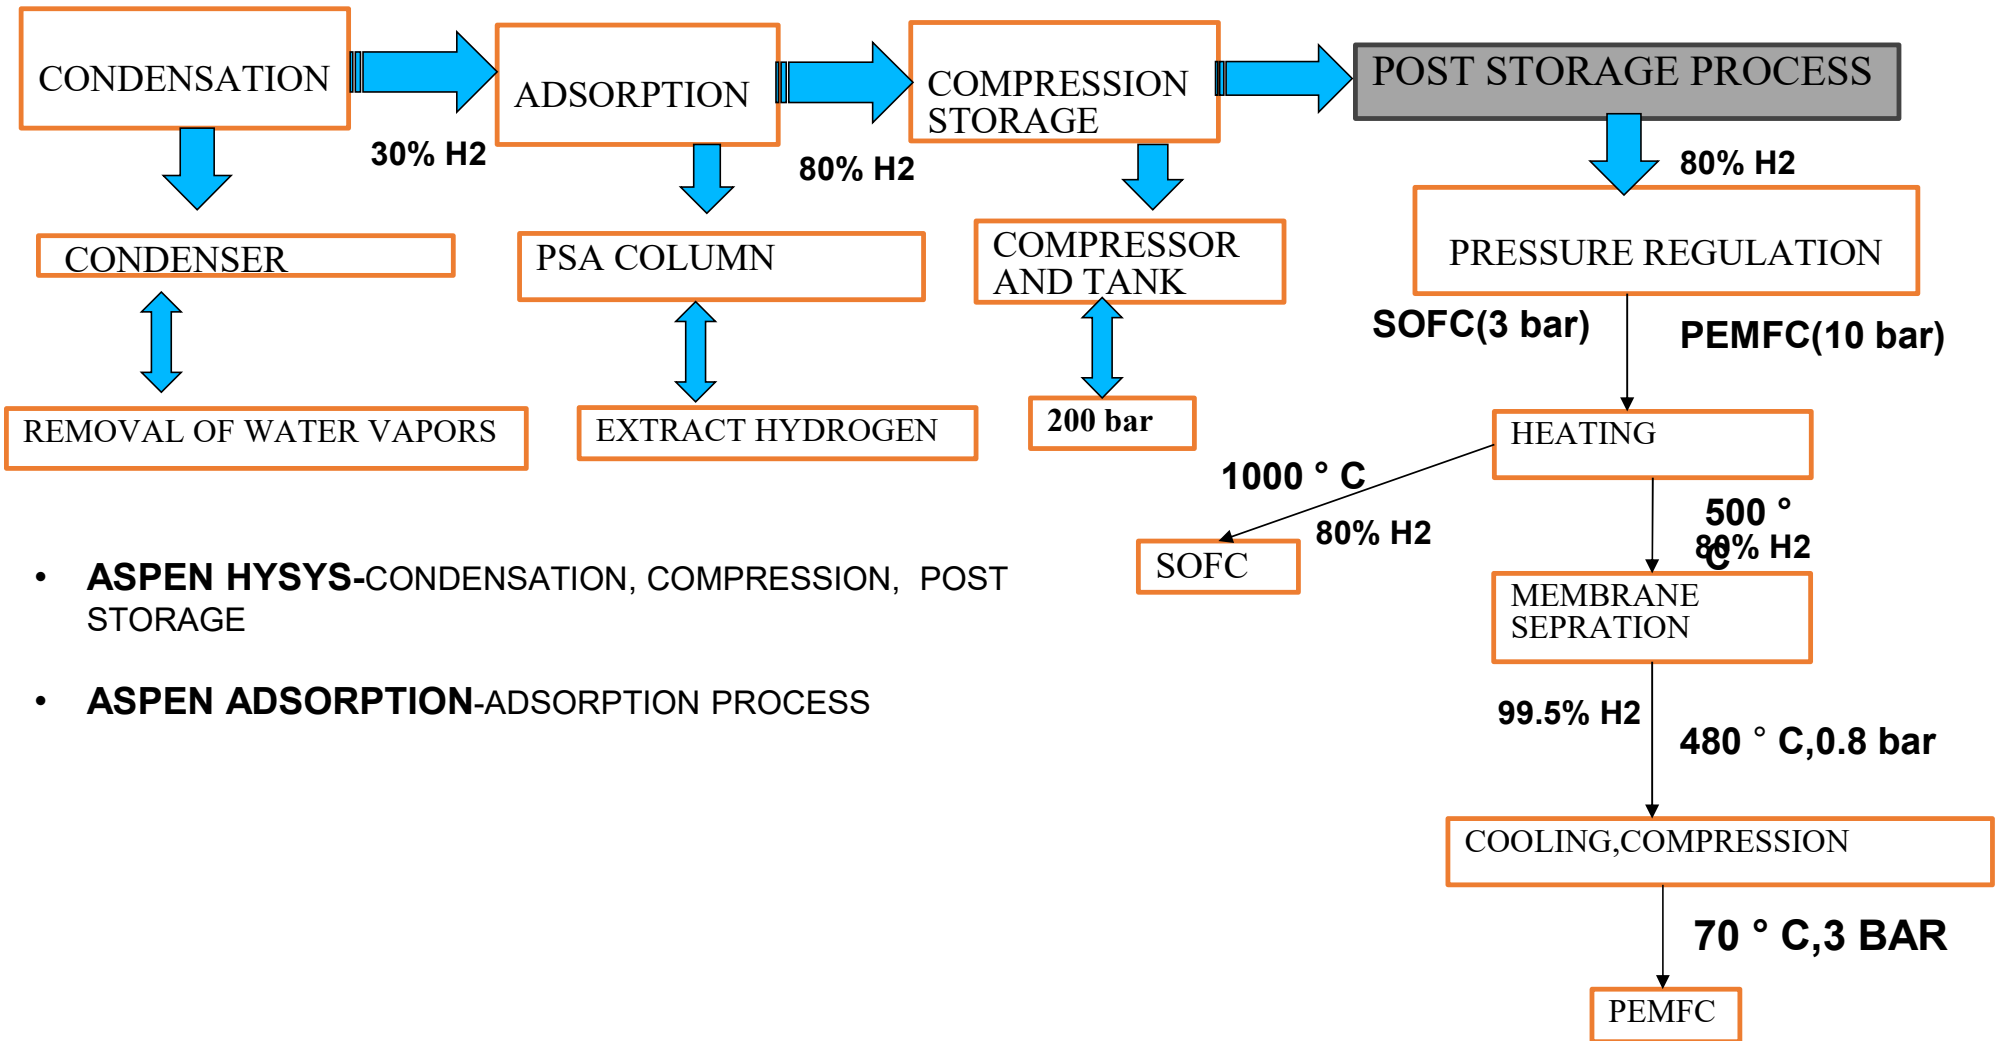 CONDENSATION
30% H2
ADSORPTION
80% H2
COMPRESSION
STORAGE
POST STORAGE PROCESS
80% H2
CONDENSER
PSA COLUMN
COMPRESSOR
AND TANK
PRESSURE REGULATION
SOFC(3 bar)
PEMFC(10 bar)
REMOVAL OF WATER VAPORS
EXTRACT HYDROGEN
200 bar
HEATING
1000 ° C
80% H2
500 °
C
80% H2
SOFC
MEMBRANE
SEPRATION
99.5% H2
480 ° C,0.8 bar
COOLING,COMPRESSION
70 ° C,3 BAR
PEMFC
• ASPEN HYSYS-CONDENSATION, COMPRESSION, POST
STORAGE
• ASPEN ADSORPTION-ADSORPTION PROCESS